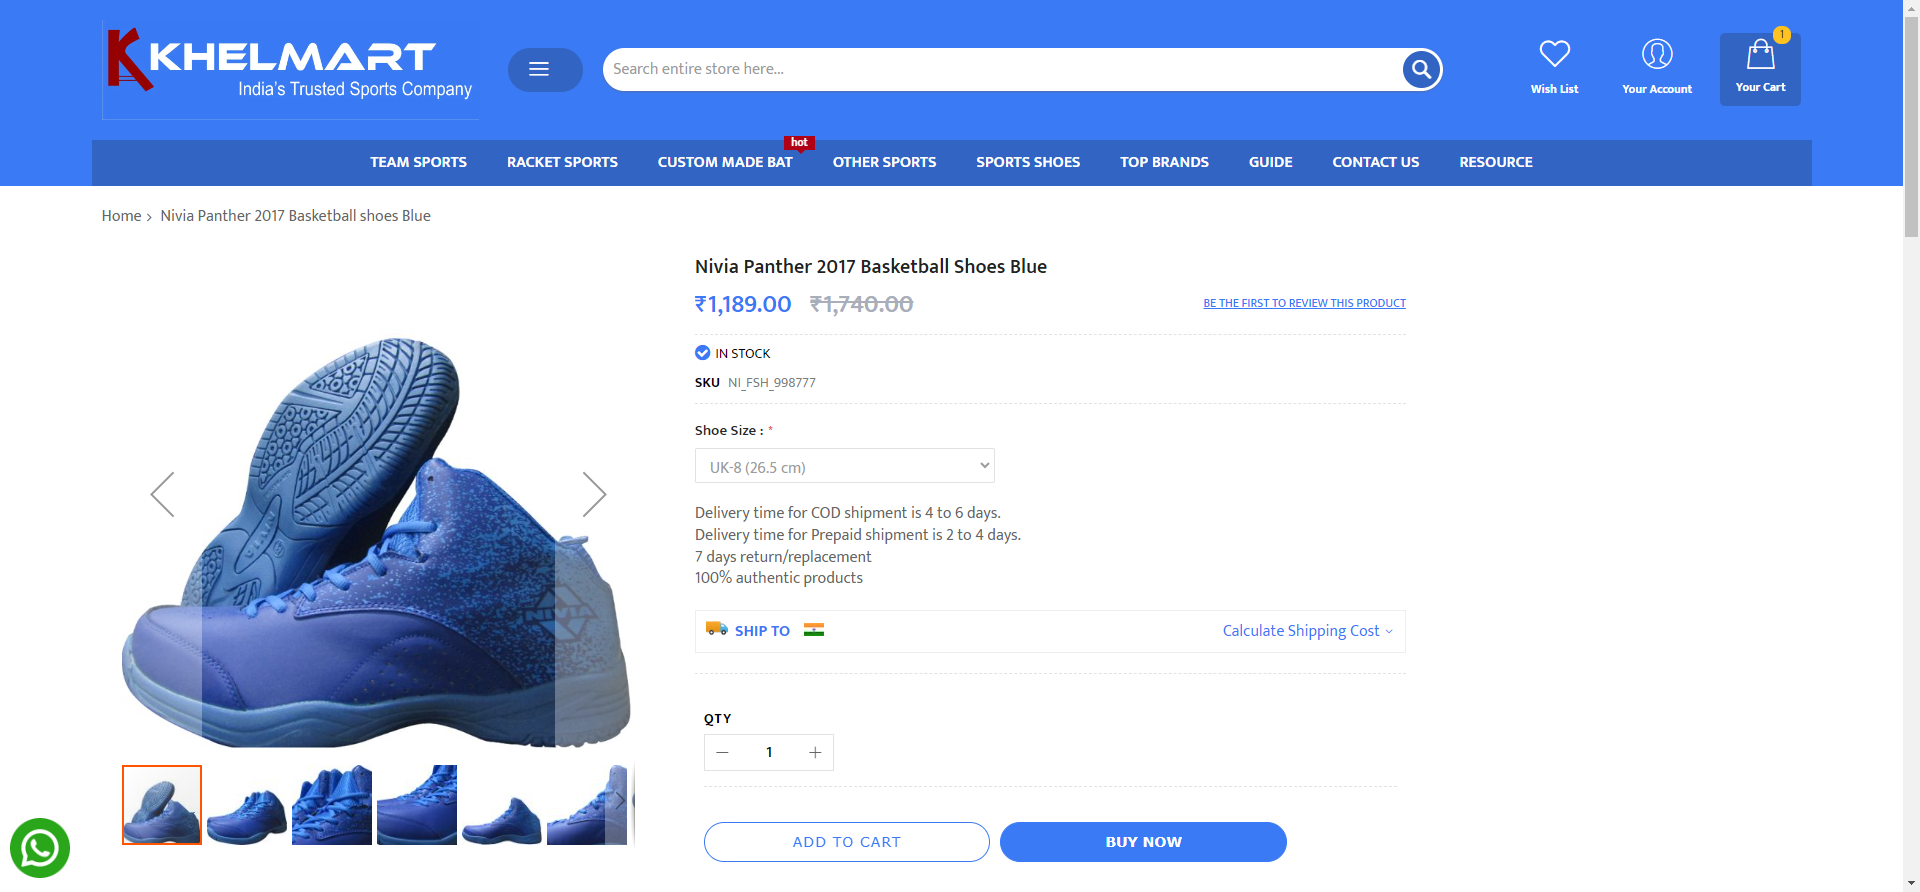 KHELMART
India's Trusted Sports Company
Search entire store here...
Wish List
Your Account
1
Your Cart
hot
TEAM SPORTS
RACKET SPORTS
CUSTOM MADE BAT
OTHER SPORTS
SPORTS SHOES
TOP BRANDS
GUIDE
CONTACT US
RESOURCE
Home › Nivia Panther 2017 Basketball shoes Blue
Nivia Panther 2017 Basketball Shoes Blue
₹1,189.00 ₹1,740.00
BE THE FIRST TO REVIEW THIS PRODUCT
IN STOCK
SKU NI_FSH_998777
Shoe Size : *
UK-8 (26.5 cm)
Delivery time for COD shipment is 4 to 6 days.
Delivery time for Prepaid shipment is 2 to 4 days.
7 days return/replacement
100% authentic products
SHIP TO
Calculate Shipping Cost
QTY
1
ADD TO CART
BUY NOW
NIVIA